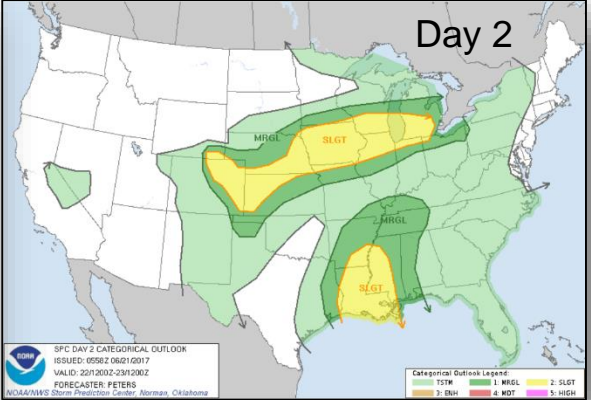 Day 2
MRGL
SLGT
MRGL
SLGT
NOAA
SPC DAY 2 CATEGORICAL OUTLOOK
ISSUED: 0558Z 06/21/2017
VALID: 22/1200Z-23/1200Z
FORECASTER: PETERS
NOAA/NWS Storm Prediction Center, Norman, Oklahoma
Categorical Outlook Legend:
TSTM 1: MRGL 2: SLGT
3: ENH 4: MDT 5: HIGH